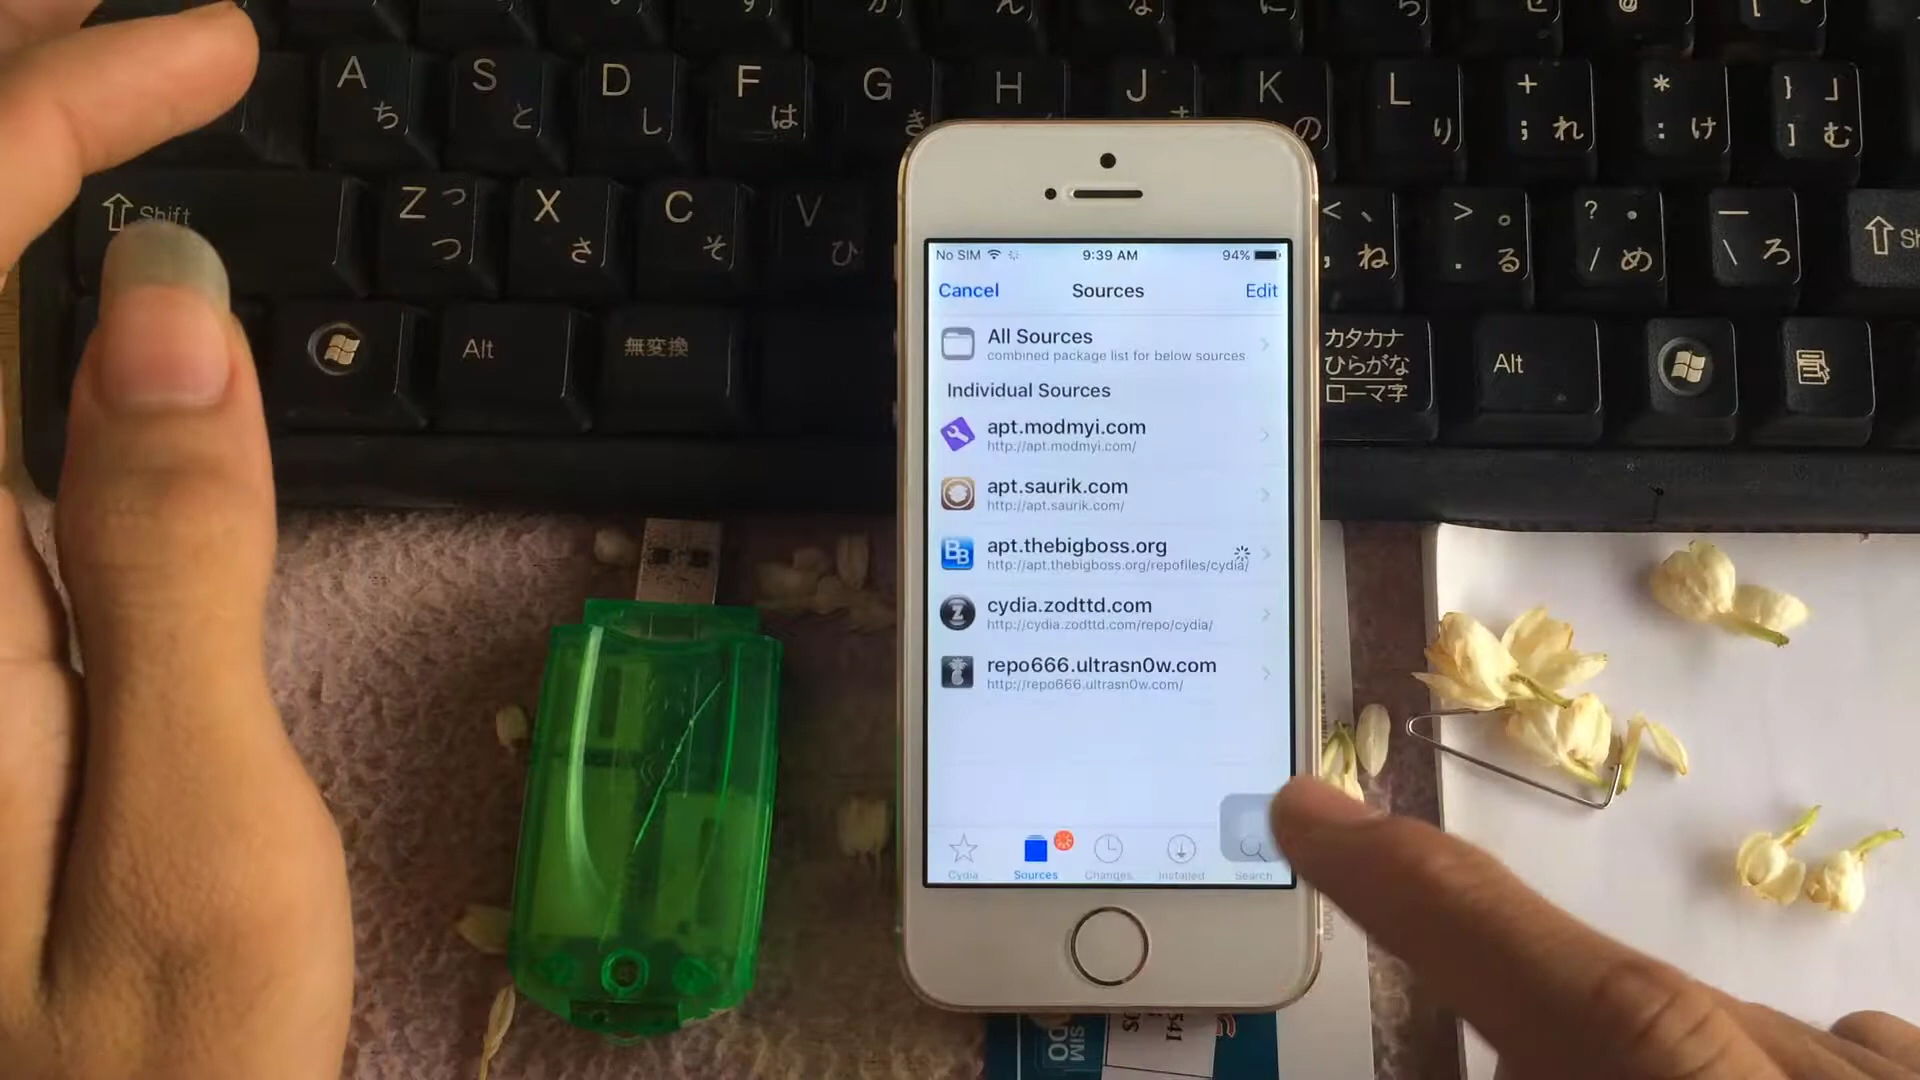 A ち
S と
D し
F は
G き
H
J
K の
L り
+ ; れ
* : け
} 」 ] む
Shift
Z つ っ
X さ
C そ
V ひ
< 、 , ね
> 。 . る
? ・ / め
\ ろ
Sh
Alt
無変換
カタカナ
ひらがな
ローマ字
Alt
No SIM 9:39 AM 94%
Cancel Sources Edit
All Sources
combined package list for below sources
Individual Sources
apt.modmyi.com
http://apt.modmyi.com/
apt.saurik.com
http://apt.saurik.com/
BB
apt.thebigboss.org
http://apt.thebigboss.org/repofiles/cydia/
Z
cydia.zodttd.com
http://cydia.zodttd.com/repo/cydia/
repo666.ultrasn0w.com
http://repo666.ultrasn0w.com/
Cydia Sources Changes Installed Search
SIM
DO
541